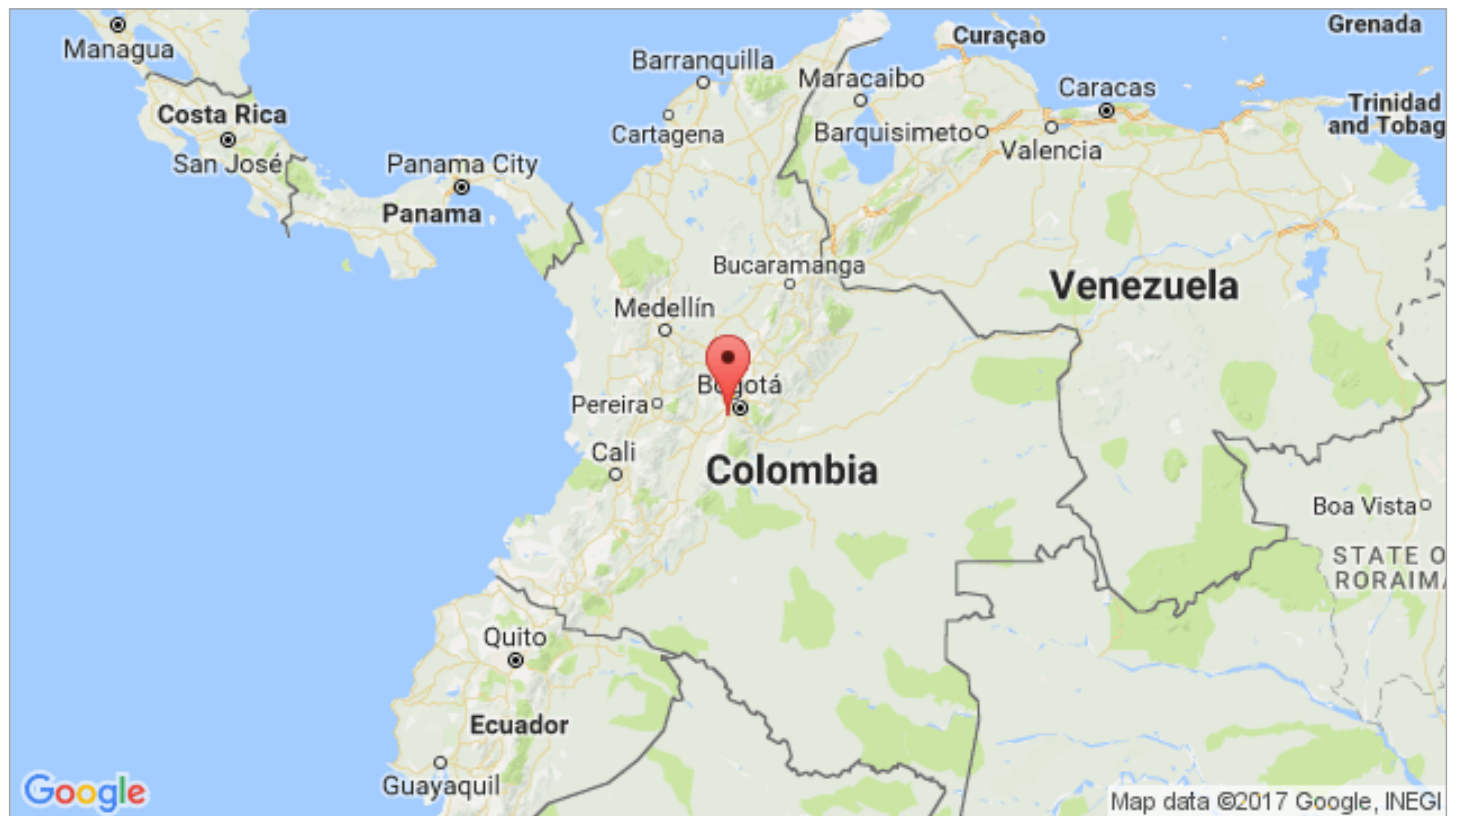 Managua
Costa Rica
San José
Panama City
Panama
Barranquilla
Cartagena
Maracaibo
Curaçao
Grenada
Caracas
Trinidad
and Tobag
Barquisimeto
Valencia
Bucaramanga
Venezuela
Medellín
Bogotá
Pereira
Cali
Colombia
Boa Vista
STATE O
RORAIMA
Quito
Ecuador
Guayaquil
Google
Map data ©2017 Google, INEGI